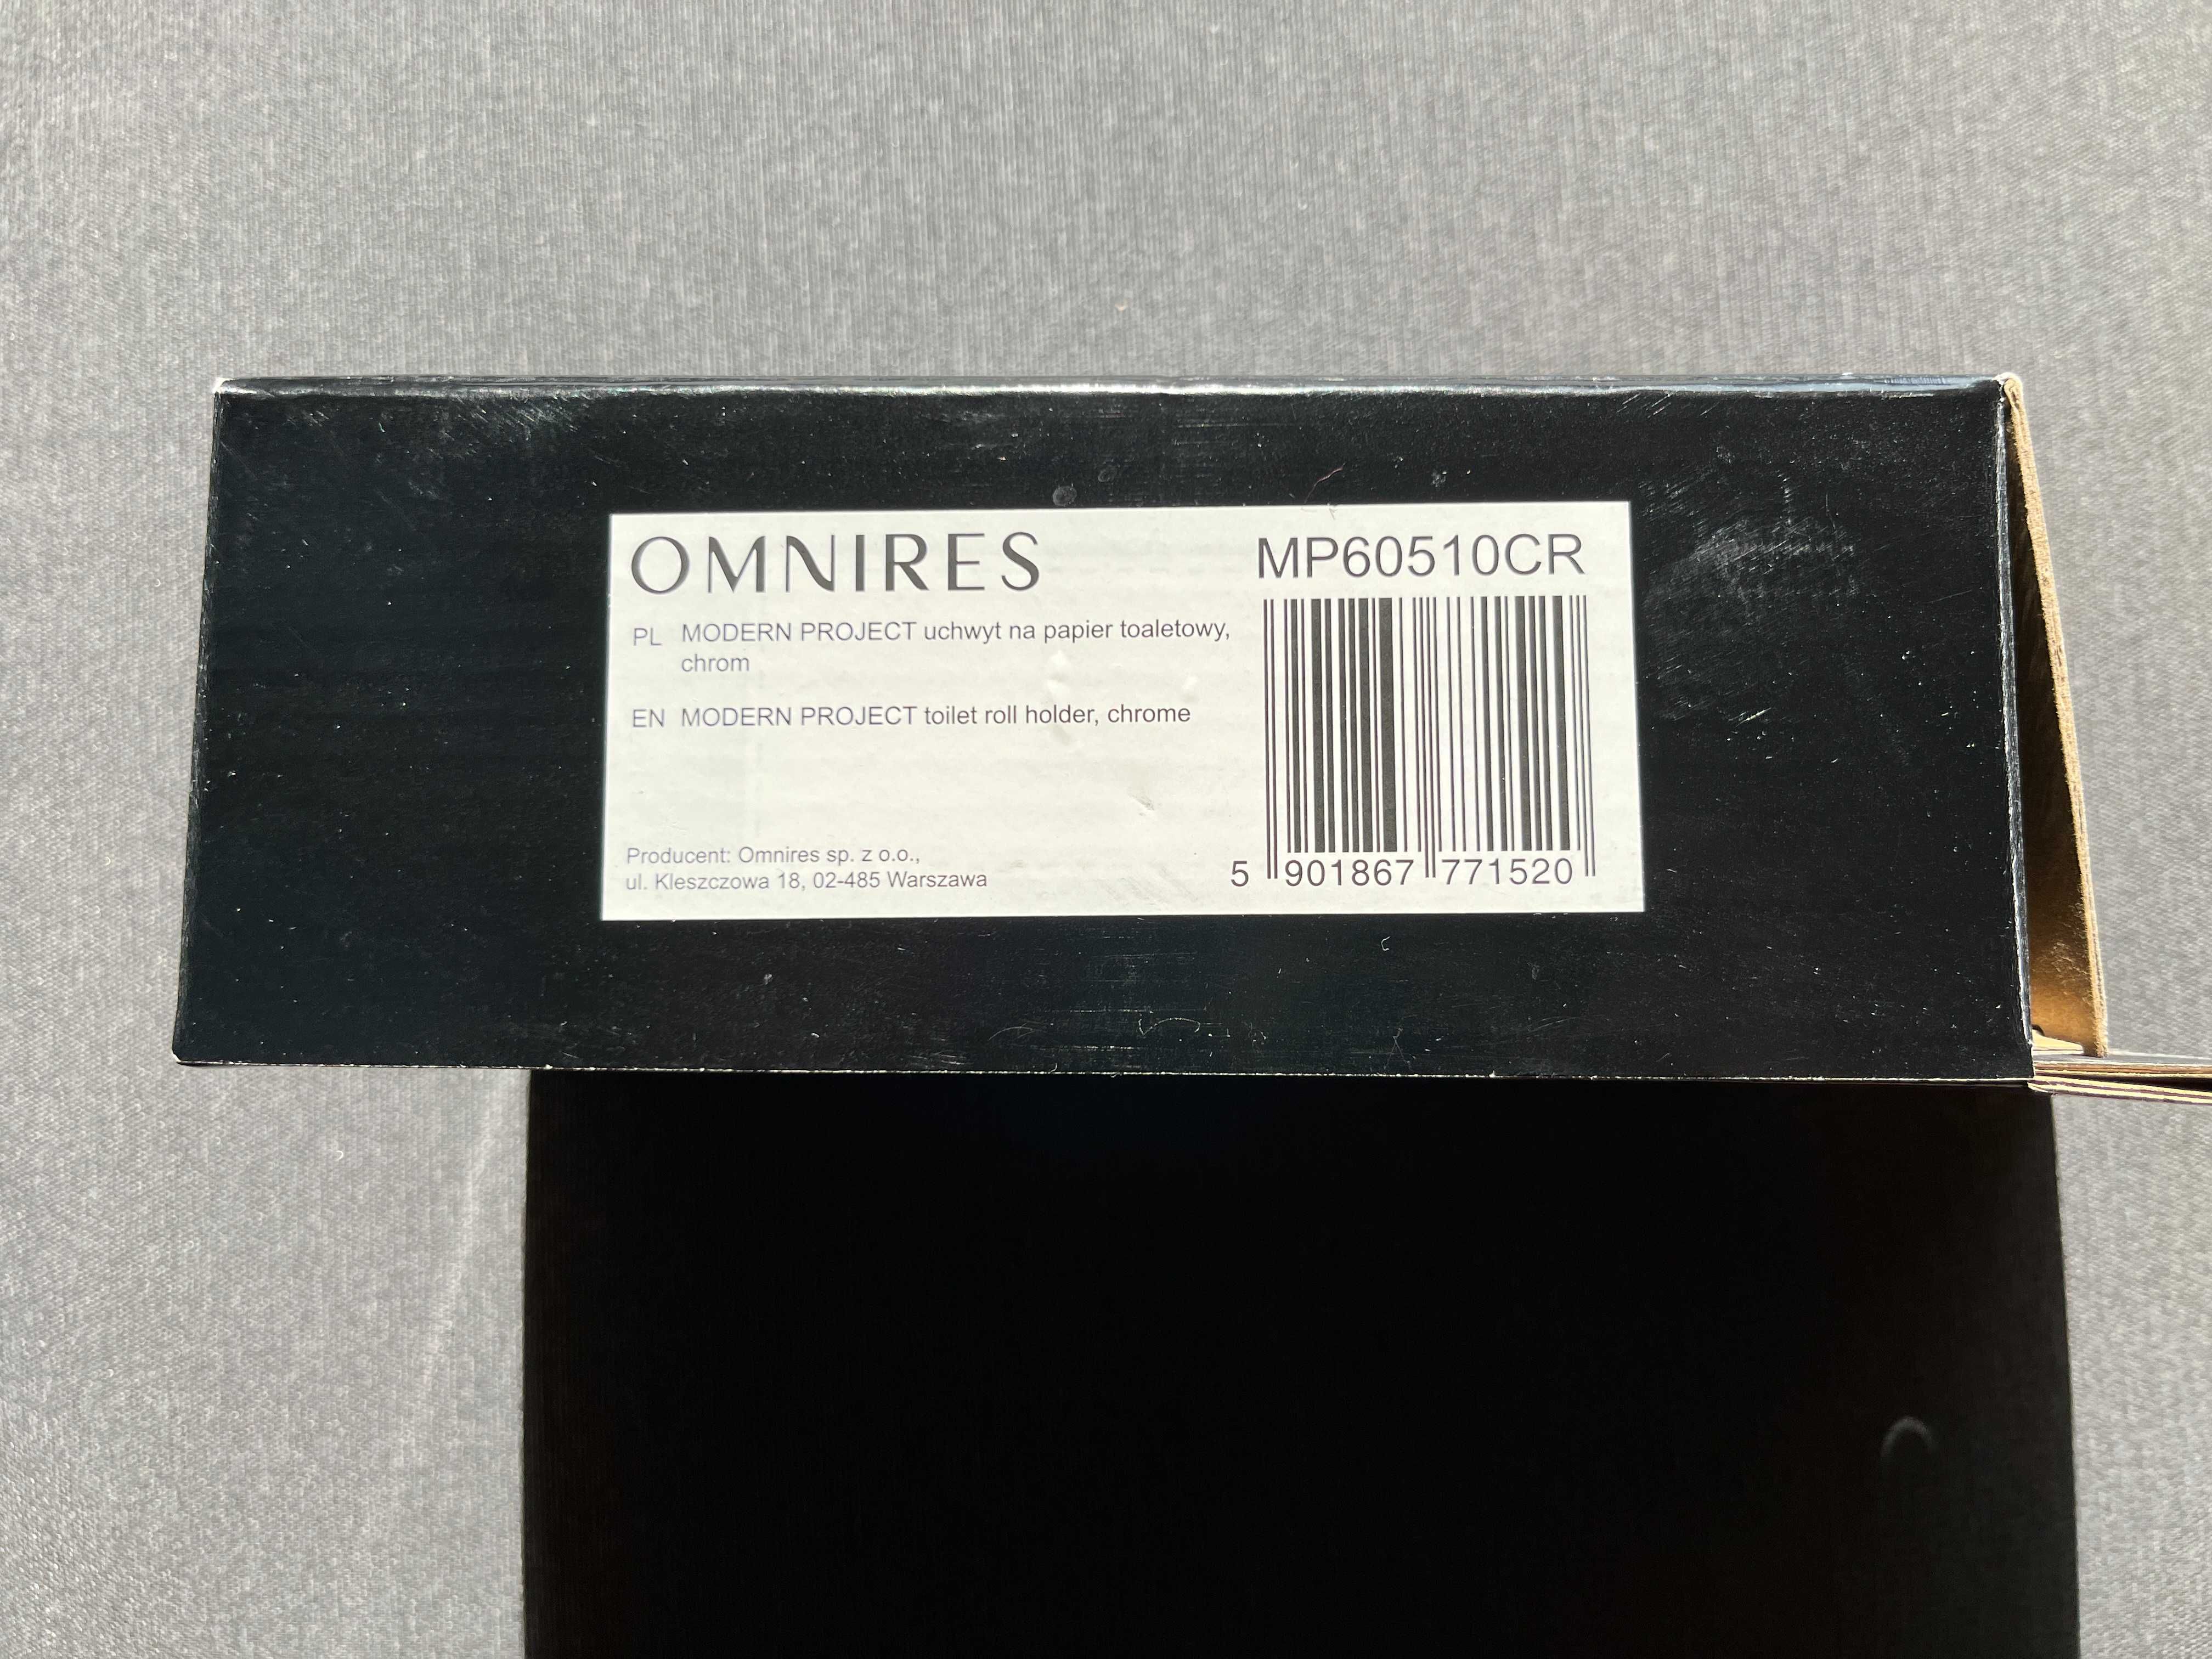 OMNIRES
MP60510CR
PL MODERN PROJECT uchwyt na papier toaletowy,
chrom
EN MODERN PROJECT toilet roll holder, chrome
Producent: Omnires sp. z o.o.,
ul. Kleszczowa 18, 02-485 Warszawa
5 901867 771520